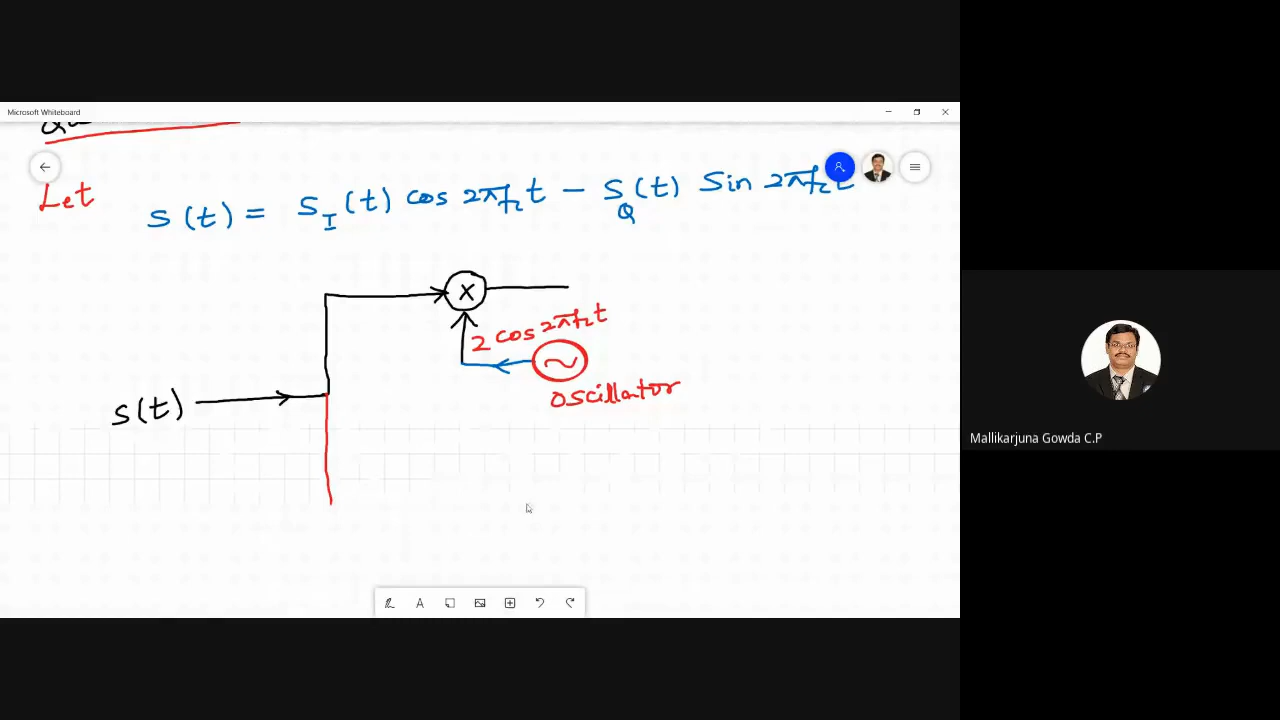 Microsoft Whiteboard
Let
S(t) = S_I(t) cos 2πf_c t − S_Q(t) Sin 2πf_c t
X
2 cos 2πf_c t
oscillator
S(t)
A
Mallikarjuna Gowda C.P